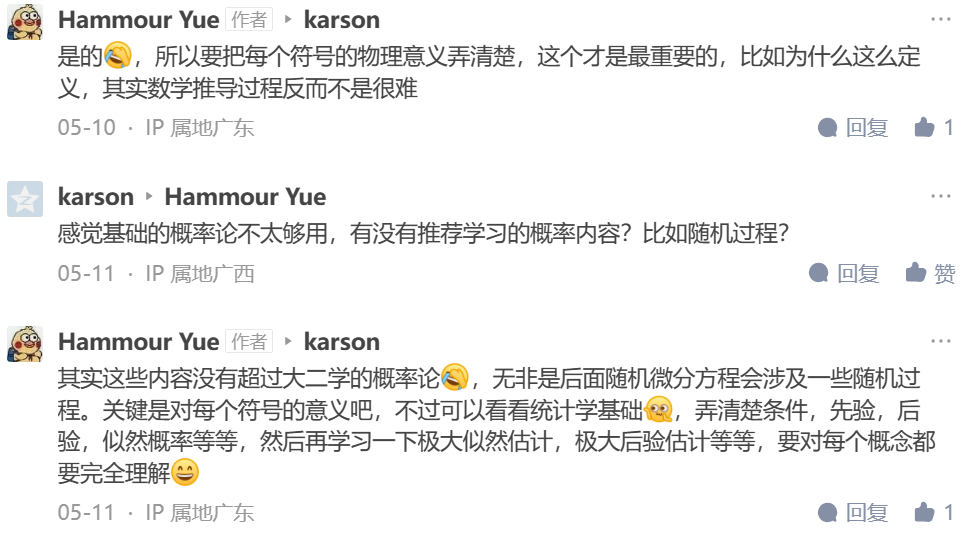 Hammour Yue 作者 ▸ karson
是的🤣，所以要把每个符号的物理意义弄清楚，这个才是最重要的，比如为什么这么定
义，其实数学推导过程反而不是很难
05-10 · IP 属地广东 回复 1
karson ▸ Hammour Yue
感觉基础的概率论不太够用，有没有推荐学习的概率内容？比如随机过程？
05-11 · IP 属地广西 回复 赞
Hammour Yue 作者 ▸ karson
其实这些内容没有超过大二学的概率论🤣，无非是后面随机微分方程会涉及一些随机过
程。关键是对每个符号的意义吧，不过可以看看统计学基础🫣，弄清楚条件，先验，后
验，似然概率等等，然后再学习一下极大似然估计，极大后验估计等等，要对每个概念都
要完全理解😄
05-11 · IP 属地广东 回复 1